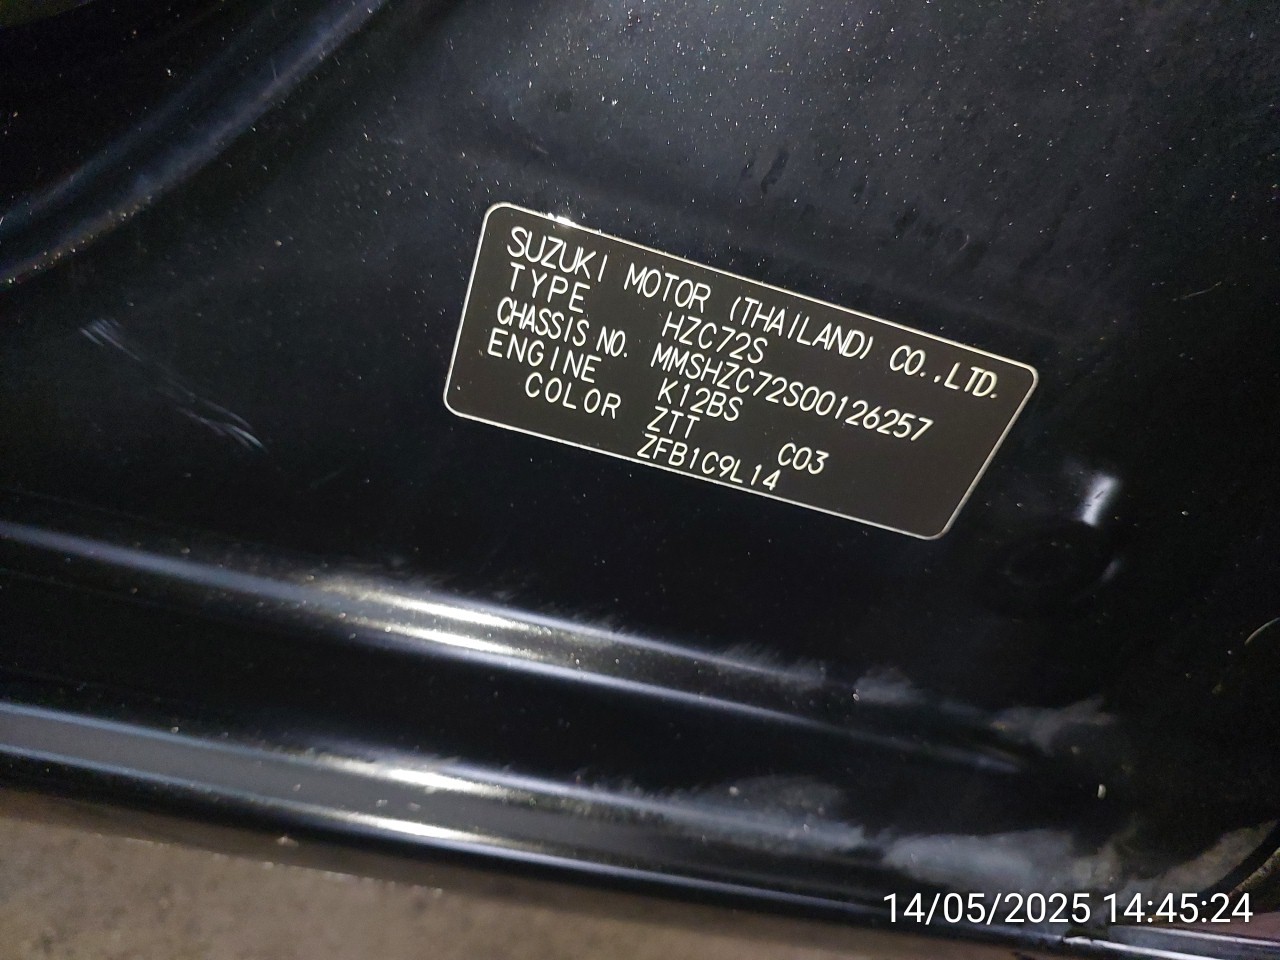 SUZUKI MOTOR (THAILAND) CO.,LTD.
TYPE HZC72S
CHASSIS NO. MMSHZC72S00126257
ENGINE K12BS
COLOR ZTT C03
ZFB1C9L14
14/05/2025 14:45:24